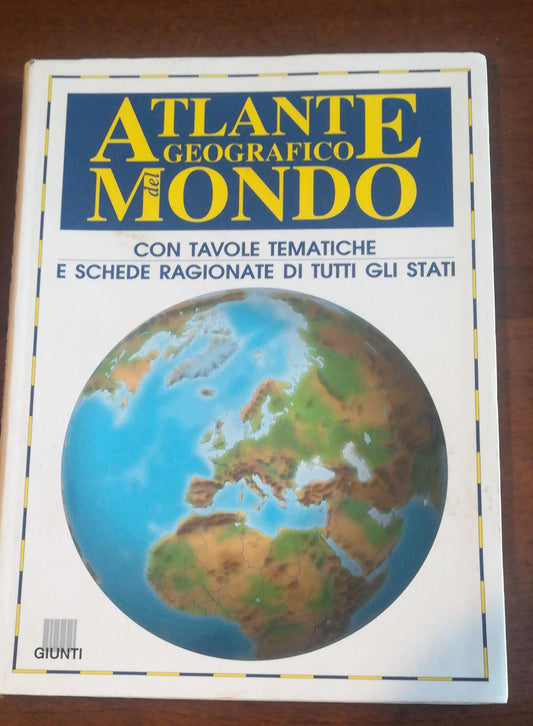 ATLANTE
GEOGRAFICO
del
MONDO
CON TAVOLE TEMATICHE
E SCHEDE RAGIONATE DI TUTTI GLI STATI
GIUNTI